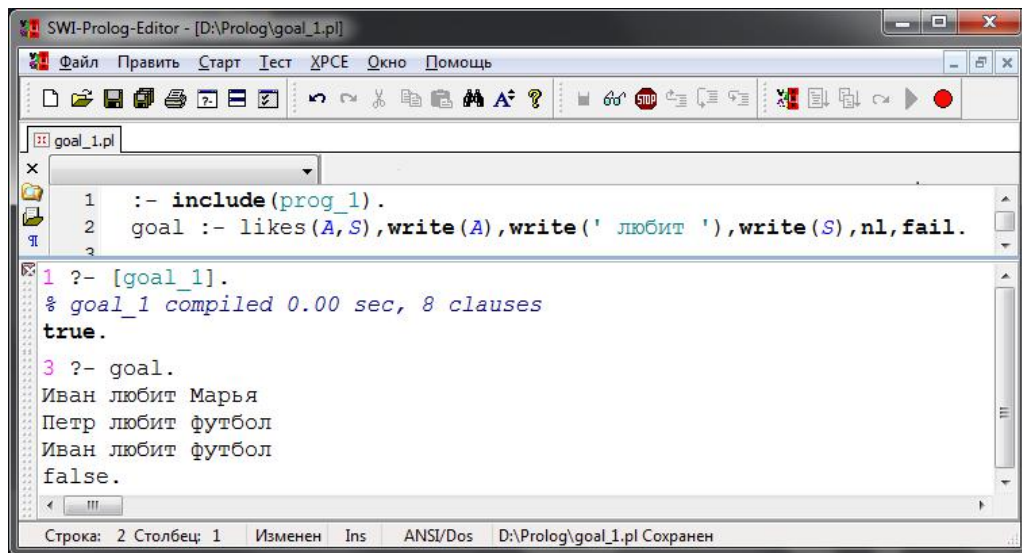 SWI-Prolog-Editor - [D:\Prolog\goal_1.pl]
Файл Править Старт Тест XPCE Окно Помощь
goal_1.pl
1 :- include(prog_1).
2 goal :- likes(A,S),write(A),write(' любит '),write(S),nl,fail.
3
1 ?- [goal_1].
% goal_1 compiled 0.00 sec, 8 clauses
true.
3 ?- goal.
Иван любит Марья
Петр любит футбол
Иван любит футбол
false.
Строка: 2 Столбец: 1 Изменен Ins ANSI/Dos D:\Prolog\goal_1.pl Сохранен